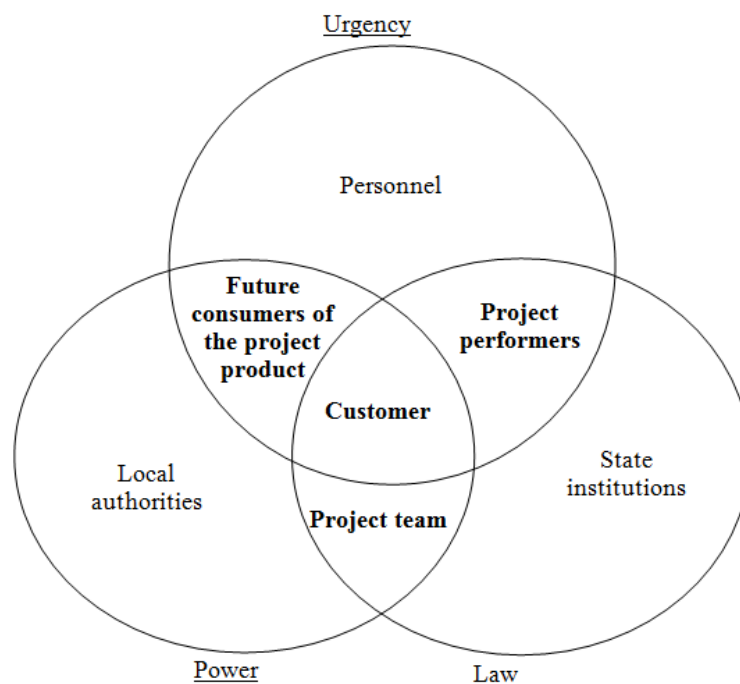 Urgency
Personnel
Future
consumers of
the project
product
Project
performers
Customer
Local
authorities
State
institutions
Project team
Power
Law